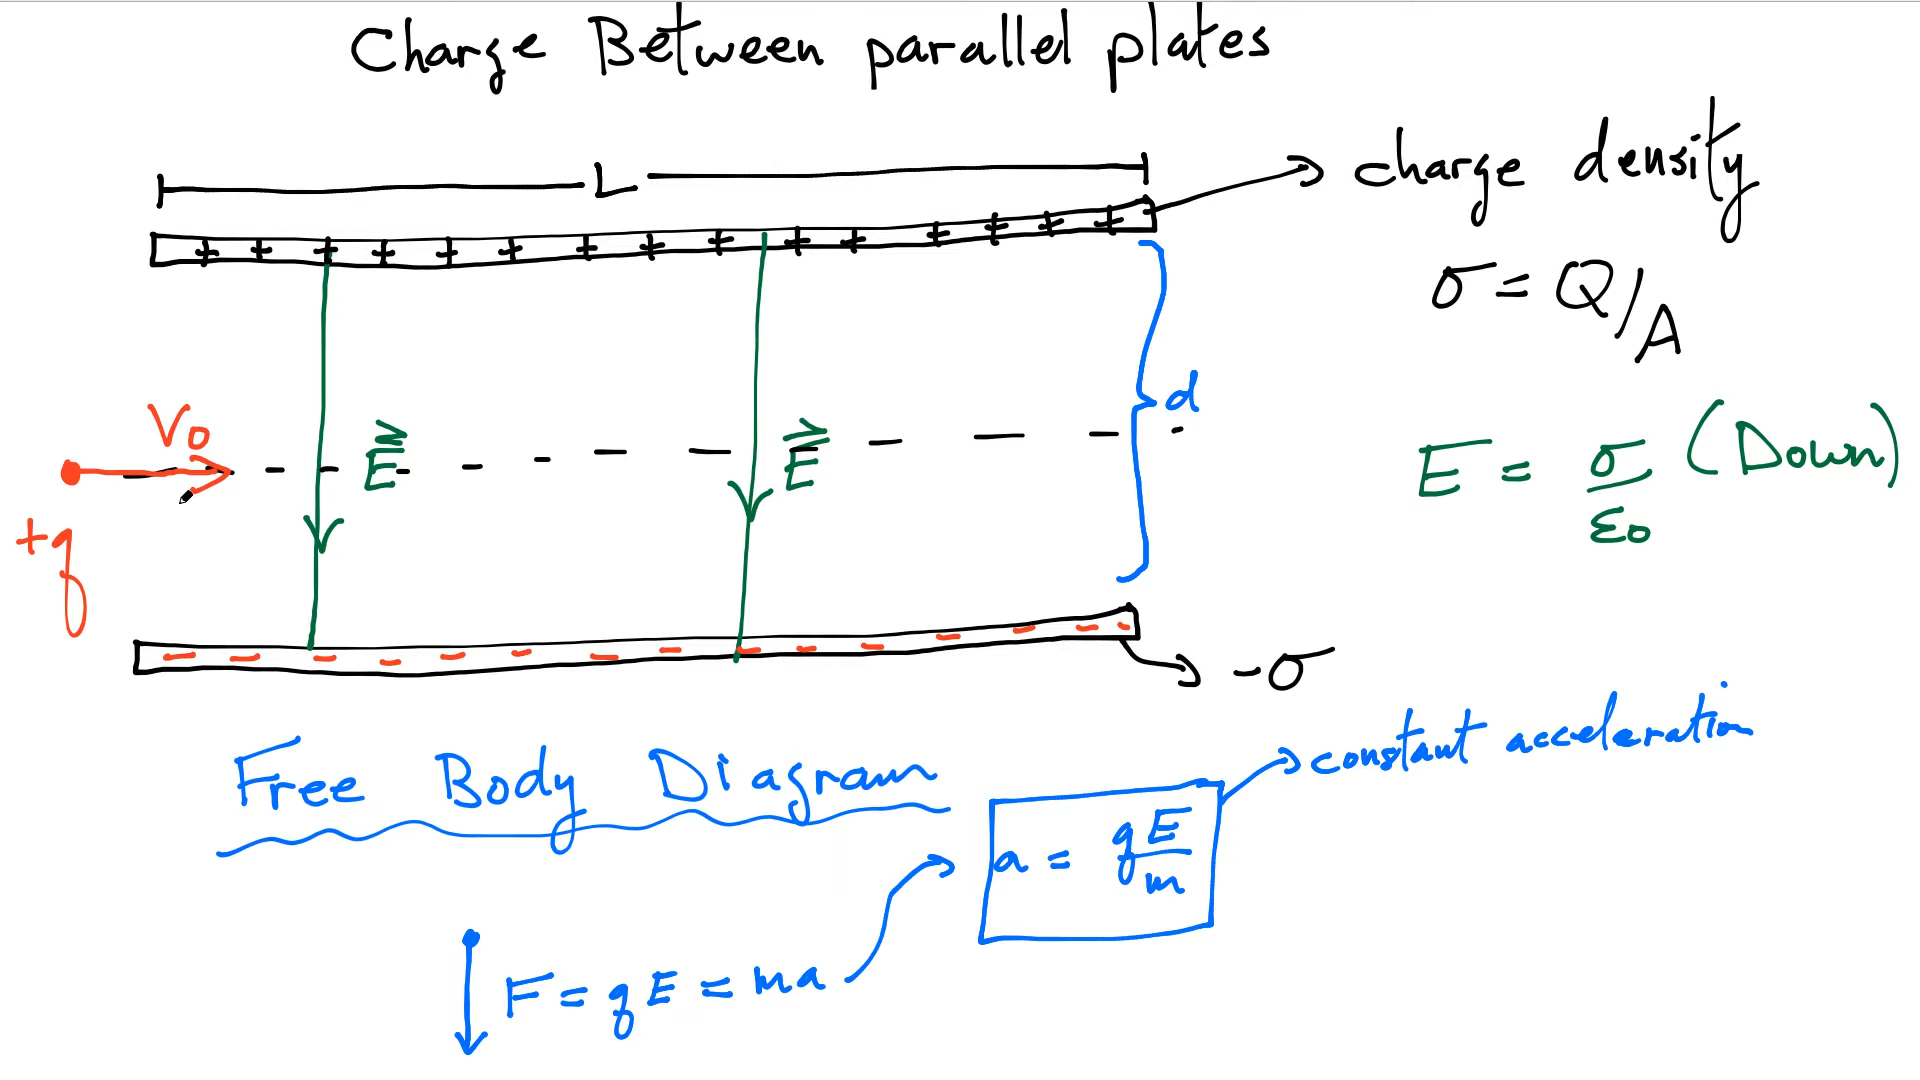 Charge Between parallel plates
L
+ + + + + + + + + + + + + + +
charge density
σ = Q/A
d
V₀
+q
E⃗
E⃗
E = σ/ε₀ (Down)
- - - - - - - - - - - - - -
-σ
Free Body Diagram
constant acceleration
a = qE/m
F = qE = ma